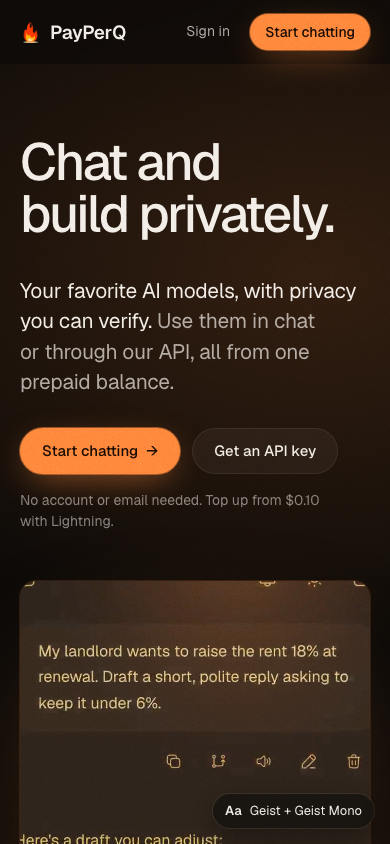 PayPerQ
Sign in
Start chatting
Chat and
build privately.
Your favorite AI models, with privacy
you can verify. Use them in chat
or through our API, all from one
prepaid balance.
Start chatting →
Get an API key
No account or email needed. Top up from $0.10
with Lightning.
My landlord wants to raise the rent 18% at
renewal. Draft a short, polite reply asking to
keep it under 6%.
Aa Geist + Geist Mono
Here's a draft you can adjust: